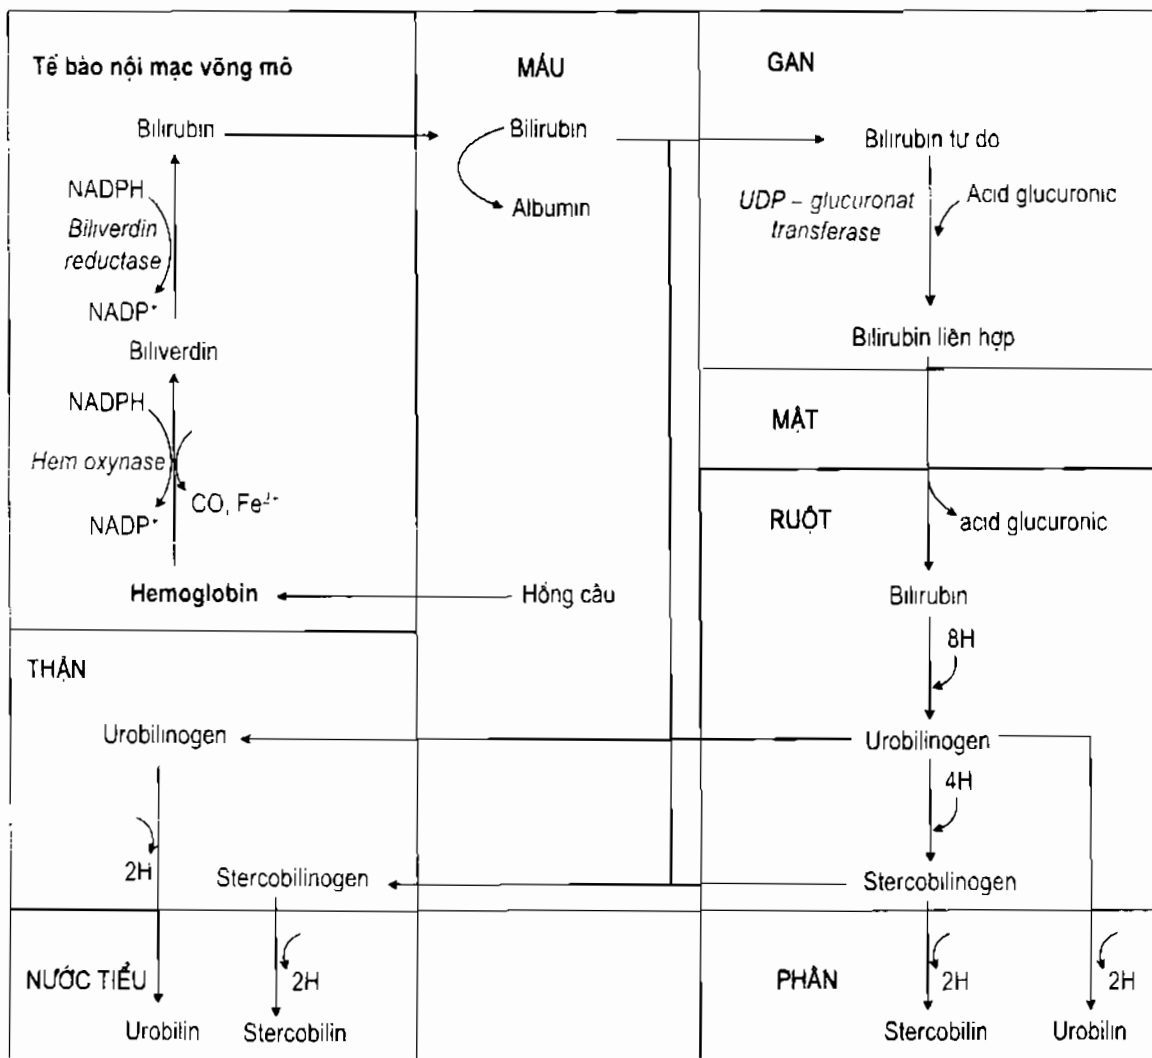 Tế bào nội mạc võng mô
Bilirubin
NADPH
Biliverdin
reductase
NADP⁺
Biliverdin
NADPH
Hem oxynase
CO, Fe
NADP⁺
Hemoglobin
MÁU
Bilirubin
Albumin
Hồng cầu
GAN
Bilirubin tự do
UDP – glucuronat
transferase
Acid glucuronic
Bilirubin liên hợp
MẬT
RUỘT
acid glucuronic
Bilirubin
8H
Urobilinogen
4H
Stercobilinogen
THẬN
Urobilinogen
2H
Stercobilinogen
NƯỚC TIỂU
2H
Urobilin
Stercobilin
PHÂN
2H
2H
Stercobilin
Urobilin